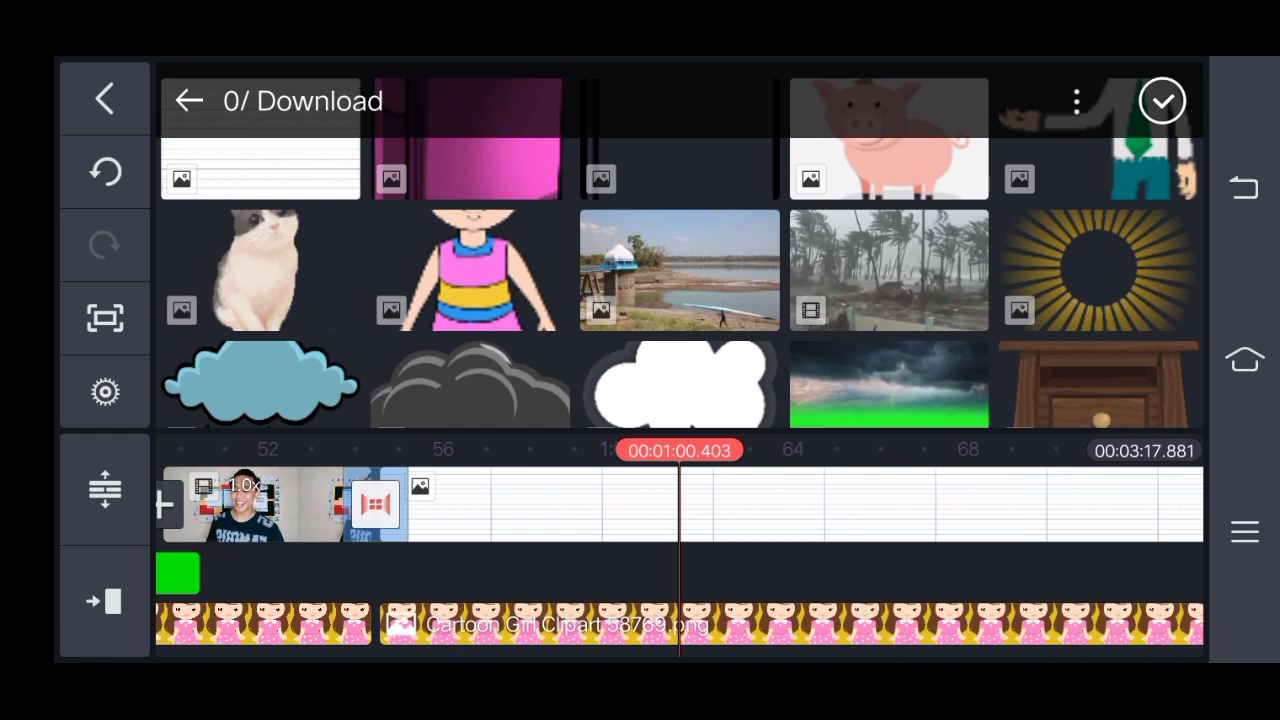 0/ Download
52
56
00:01:00.403
64
68
00:03:17.881
1.0x
Cartoon Girl Clipart 58769.png